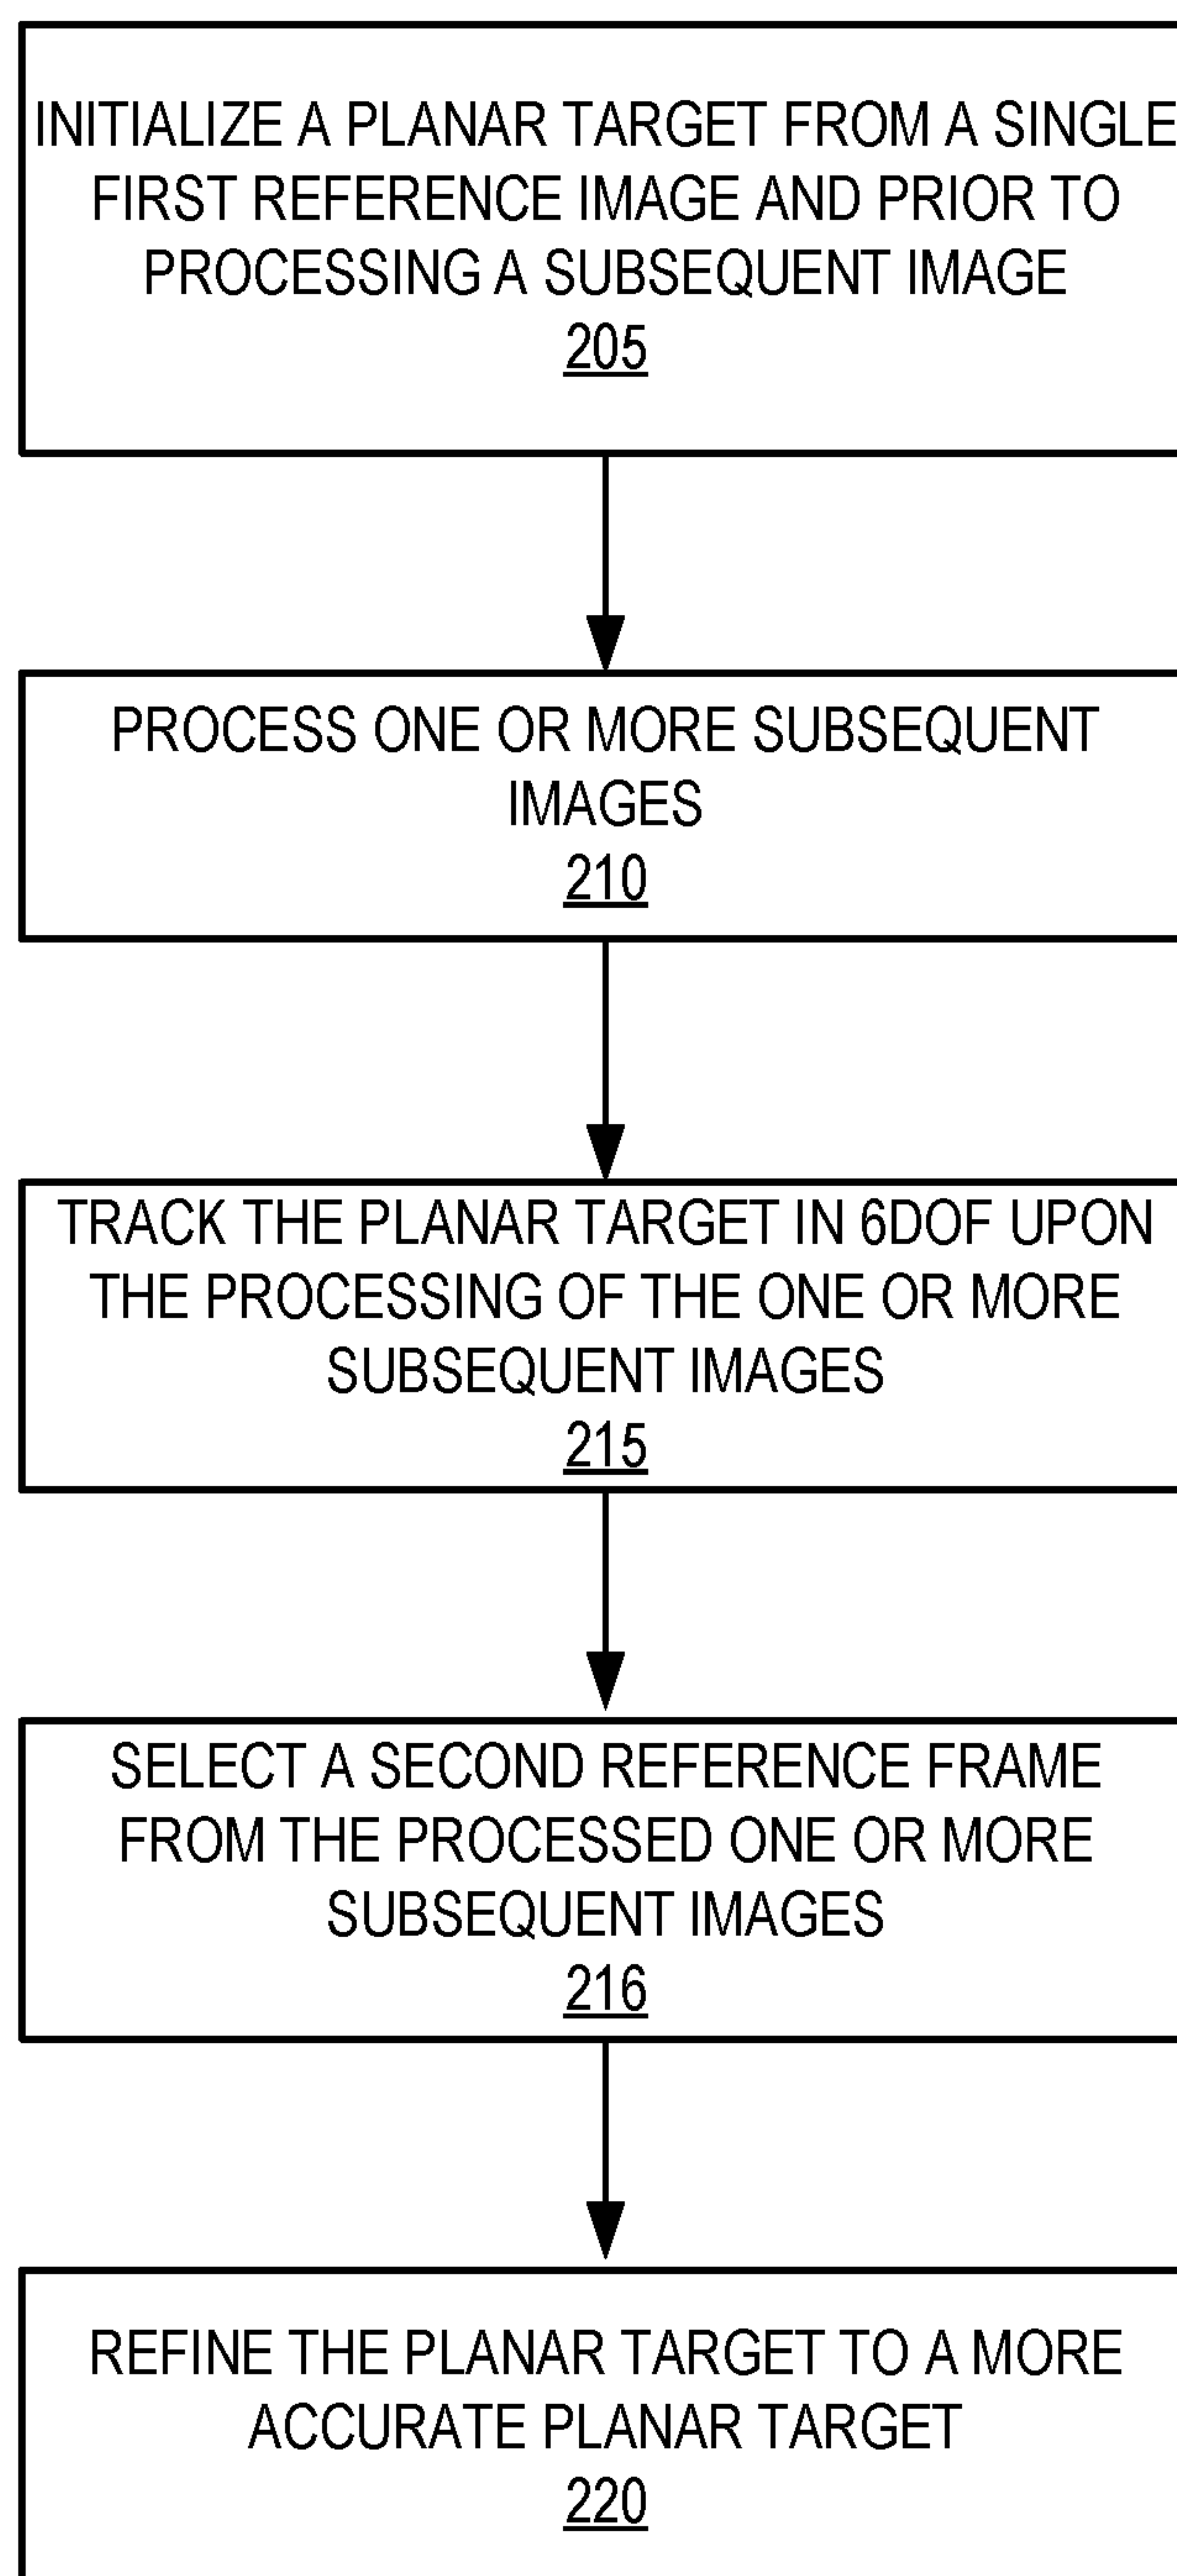 INITIALIZE A PLANAR TARGET FROM A SINGLE
FIRST REFERENCE IMAGE AND PRIOR TO
PROCESSING A SUBSEQUENT IMAGE
205
PROCESS ONE OR MORE SUBSEQUENT
IMAGES
210
TRACK THE PLANAR TARGET IN 6DOF UPON
THE PROCESSING OF THE ONE OR MORE
SUBSEQUENT IMAGES
215
SELECT A SECOND REFERENCE FRAME
FROM THE PROCESSED ONE OR MORE
SUBSEQUENT IMAGES
216
REFINE THE PLANAR TARGET TO A MORE
ACCURATE PLANAR TARGET
220